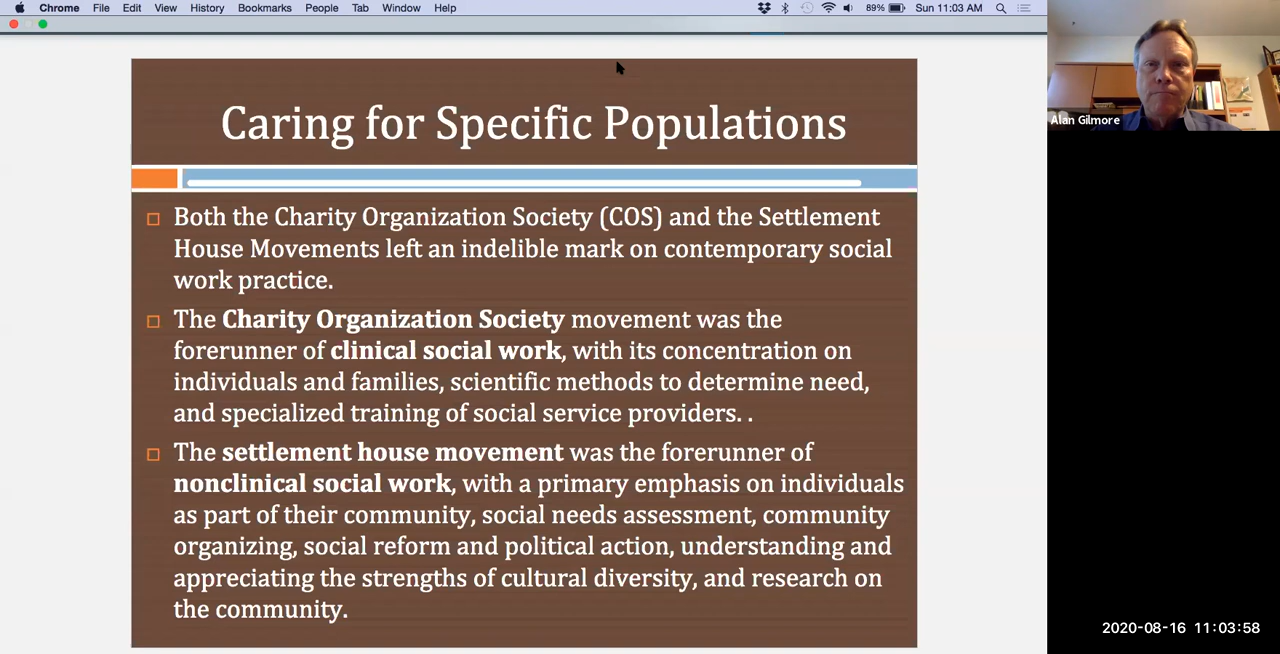 Chrome File Edit View History Bookmarks People Tab Window Help 89% Sun 11:03 AM
Alan Gilmore
Caring for Specific Populations
Both the Charity Organization Society (COS) and the Settlement
House Movements left an indelible mark on contemporary social
work practice.
The Charity Organization Society movement was the
forerunner of clinical social work, with its concentration on
individuals and families, scientific methods to determine need,
and specialized training of social service providers. .
The settlement house movement was the forerunner of
nonclinical social work, with a primary emphasis on individuals
as part of their community, social needs assessment, community
organizing, social reform and political action, understanding and
appreciating the strengths of cultural diversity, and research on
the community.
2020-08-16 11:03:58